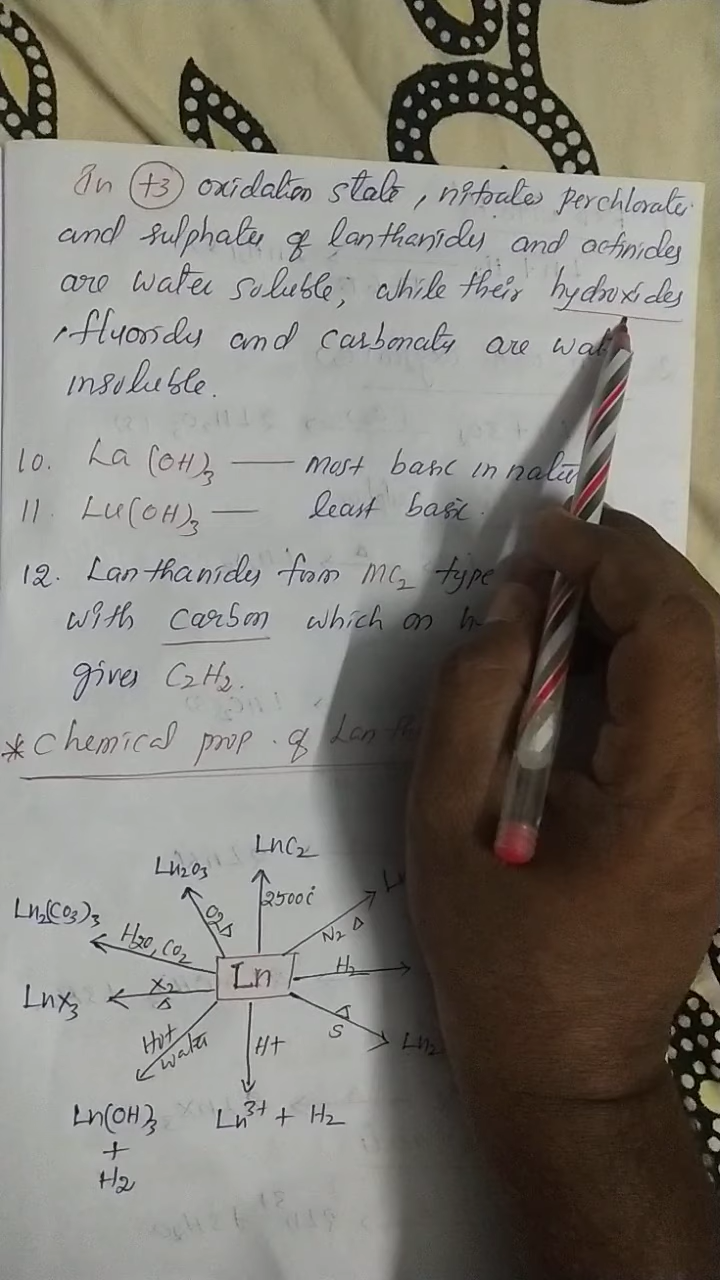 In +3 oxidation state, nitrates perchlorates
and sulphates of lanthanides and actinides
are water soluble, while their hydroxides
, fluorides and carbonates are
insoluble.
10. La(OH)3 — most basic in
11 Lu(OH)3 — least basic.
12. Lanthanides form MC2 type
with carbon which on
gives C2H2.
* Chemical prop. of
LnC2
Ln2O3
2500°C
O2 Δ
Ln2(CO3)3
H2O, CO2
N2 Δ
Ln
H2
LnX3
X2
Δ
Δ
S
Hot
water
H+
Ln(OH)3
+
H2
Ln3+ + H2